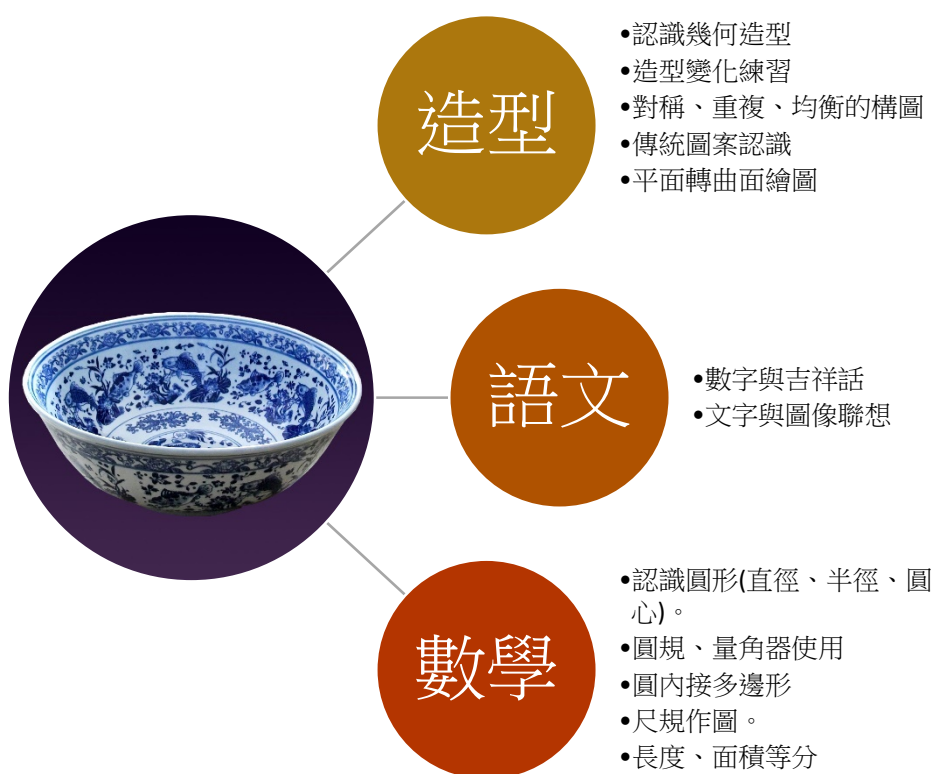 造型
•認識幾何造型
•造型變化練習
•對稱、重複、均衡的構圖
•傳統圖案認識
•平面轉曲面繪圖
語文
•數字與吉祥話
•文字與圖像聯想
數學
•認識圓形(直徑、半徑、圓
心)。
•圓規、量角器使用
•圓內接多邊形
•尺規作圖。
•長度、面積等分